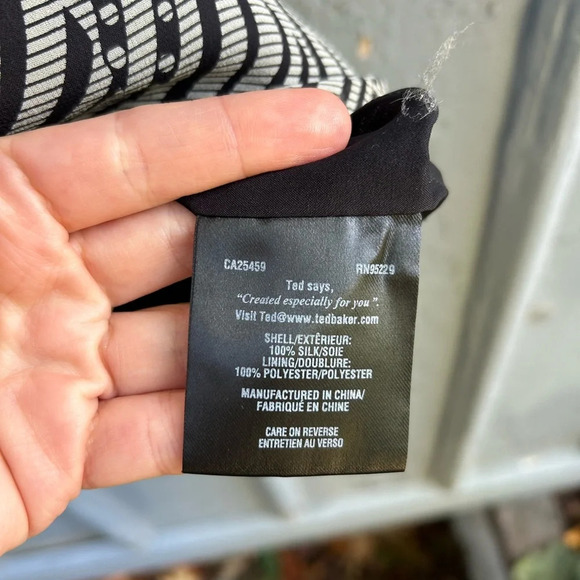 CA25459 RN95229
Ted says,
"Created especially for you".
Visit Ted@www.tedbaker.com
SHELL/EXTÊRIEUR:
100% SILK/SOIE
LINING/DOUBLURE:
100% POLYESTER/POLYESTER
MANUFACTURED IN CHINA/
FABRIQUÉ EN CHINE
CARE ON REVERSE
ENTRETIEN AU VERSO